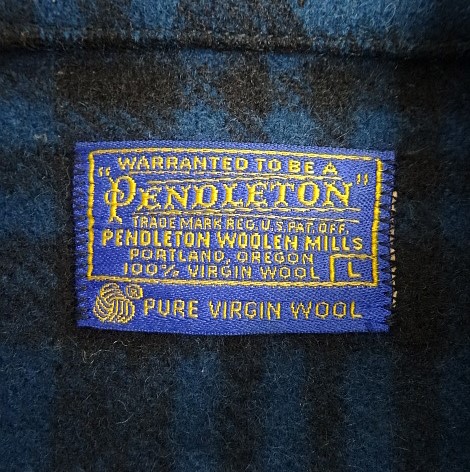 WARRANTED TO BE A
"PENDLETON"
TRADE MARK REG. U.S. PAT. OFF.
PENDLETON WOOLEN MILLS
PORTLAND, OREGON
100% VIRGIN WOOL L
® PURE VIRGIN WOOL